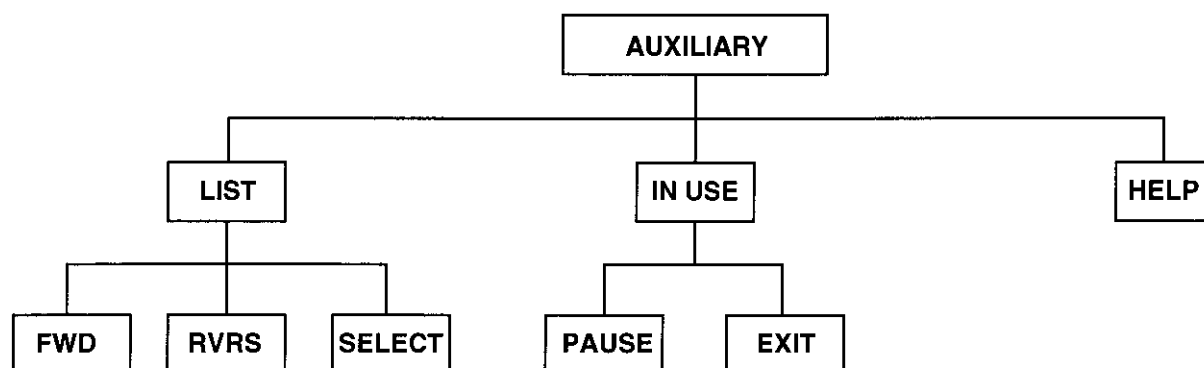 AUXILIARY
LIST
IN USE
HELP
FWD
RVRS
SELECT
PAUSE
EXIT